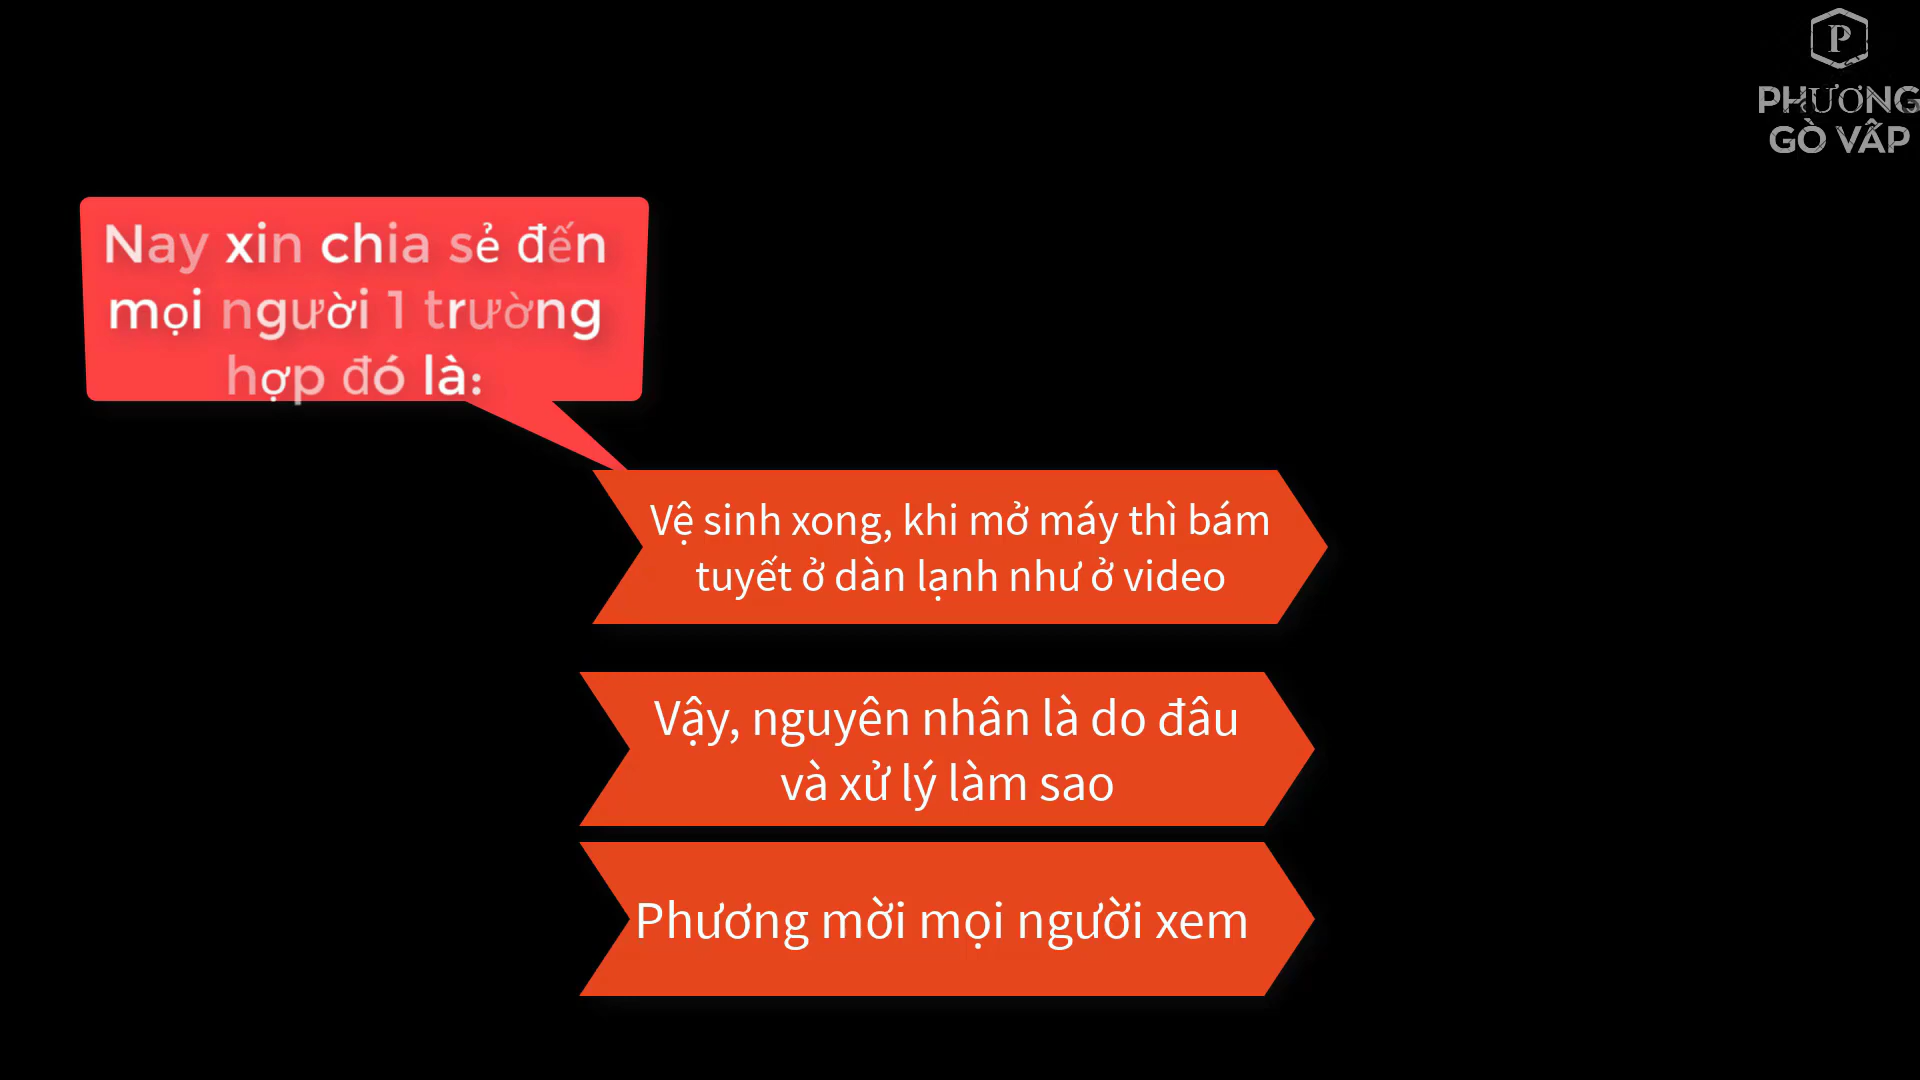 P
PHƯƠNG
GÒ VẤP
Nay xin chia sẻ đến
mọi người 1 trường
hợp đó là:
Vệ sinh xong, khi mở máy thì bám
tuyết ở dàn lạnh như ở video
Vậy, nguyên nhân là do đâu
và xử lý làm sao
Phương mời mọi người xem